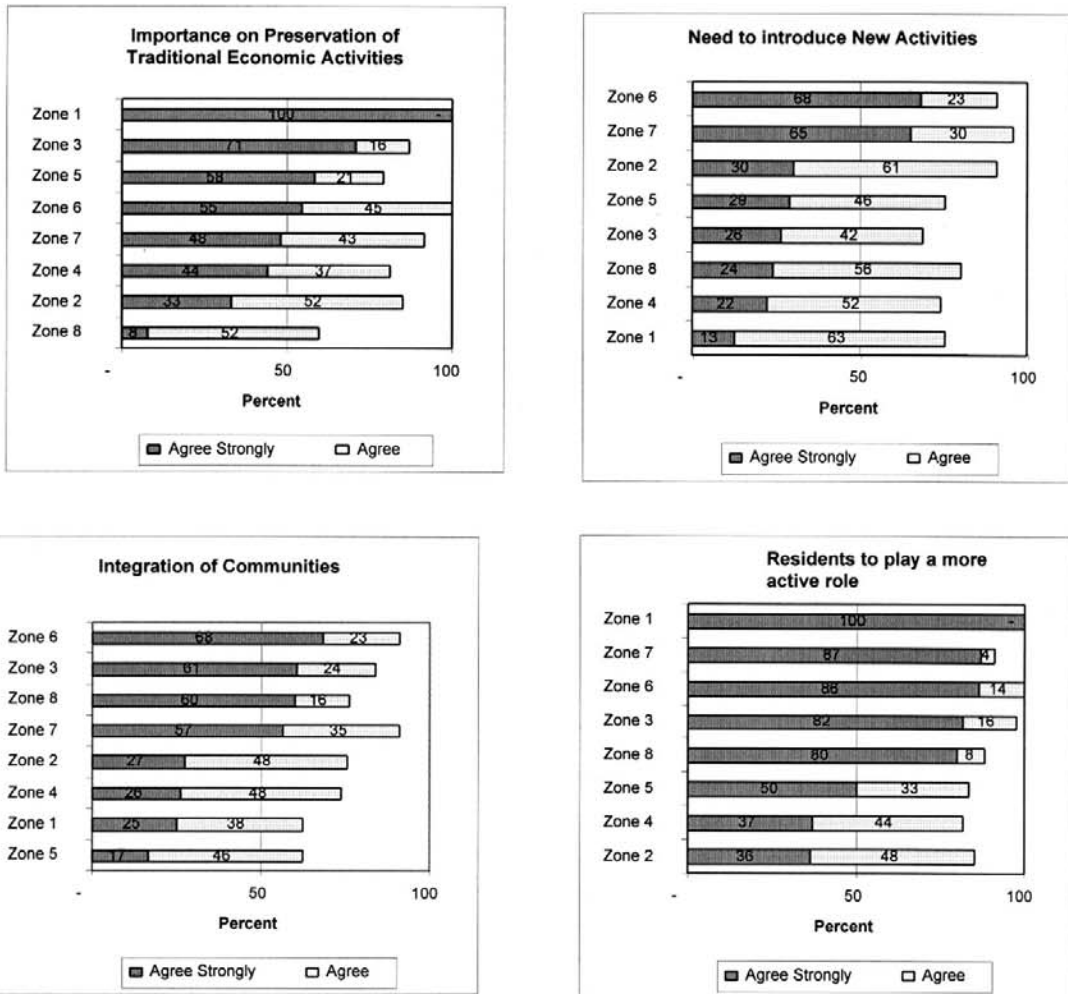 Importance on Preservation of
Traditional Economic Activities
Zone 1 100 -
Zone 3 71 16
Zone 5 58 21
Zone 6 55 45
Zone 7 48 43
Zone 4 44 37
Zone 2 33 52
Zone 8 8 52
- 50 100
Percent
Agree Strongly Agree
Need to introduce New Activities
Zone 6 68 23
Zone 7 65 30
Zone 2 30 61
Zone 5 29 46
Zone 3 26 42
Zone 8 24 56
Zone 4 22 52
Zone 1 13 63
- 50 100
Percent
Agree Strongly Agree
Integration of Communities
Zone 6 68 23
Zone 3 61 24
Zone 8 60 16
Zone 7 57 35
Zone 2 27 48
Zone 4 26 48
Zone 1 25 38
Zone 5 17 46
- 50 100
Percent
Agree Strongly Agree
Residents to play a more
active role
Zone 1 100 -
Zone 7 87 4
Zone 6 86 14
Zone 3 82 16
Zone 8 80 8
Zone 5 50 33
Zone 4 37 44
Zone 2 36 48
- 50 100
Percent
Agree Strongly Agree